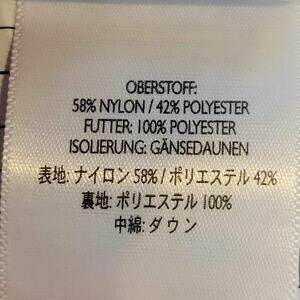 OBERSTOFF:
58% NYLON / 42% POLYESTER
FUTTER: 100% POLYESTER
ISOLIERUNG: GÄNSEDAUNEN
表地: ナイロン 58% / ポリエステル 42%
裏地: ポリエステル 100%
中綿: ダウン